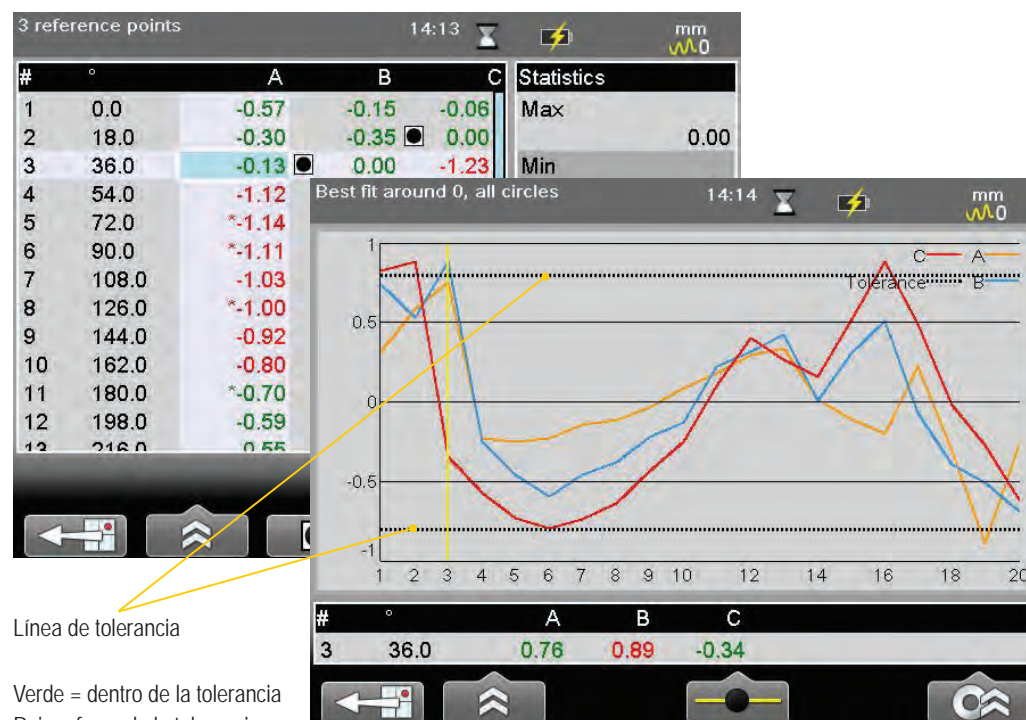 3 reference points 14:13 mm 0
# ° A B C
1 0.0 -0.57 -0.15 -0.06
2 18.0 -0.30 -0.35 0.00
3 36.0 -0.13 0.00 -1.23
4 54.0 -1.12
5 72.0 *-1.14
6 90.0 *-1.11
7 108.0 -1.03
8 126.0 *-1.00
9 144.0 -0.92
10 162.0 -0.80
11 180.0 *-0.70
12 198.0 -0.59
13 216.0 0.55
Statistics
Max
0.00
Min
Best fit around 0, all circles 14:14 mm 0
C A
Tolerance B
1
0.5
0
-0.5
-1
1 2 3 4 5 6 7 8 9 10 12 14 16 18 20
# ° A B C
3 36.0 0.76 0.89 -0.34
Línea de tolerancia
Verde = dentro de la tolerancia